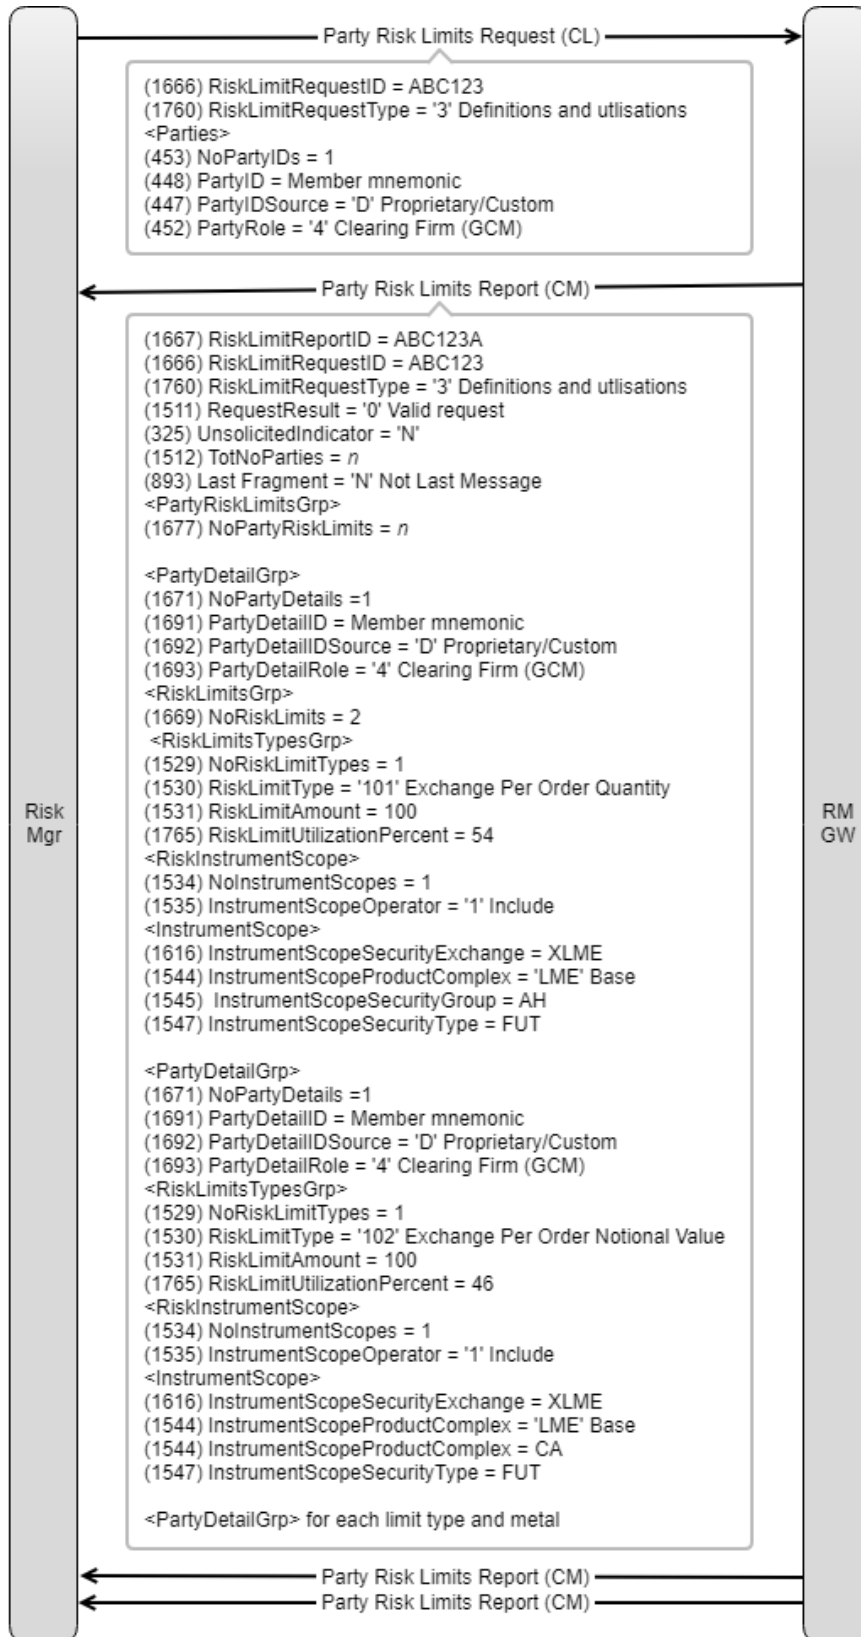 Party Risk Limits Request (CL)
(1666) RiskLimitRequestID = ABC123
(1760) RiskLimitRequestType = '3' Definitions and utlisations
<Parties>
(453) NoPartyIDs = 1
(448) PartyID = Member mnemonic
(447) PartyIDSource = 'D' Proprietary/Custom
(452) PartyRole = '4' Clearing Firm (GCM)
Party Risk Limits Report (CM)
(1667) RiskLimitReportID = ABC123A
(1666) RiskLimitRequestID = ABC123
(1760) RiskLimitRequestType = '3' Definitions and utlisations
(1511) RequestResult = '0' Valid request
(325) UnsolicitedIndicator = 'N'
(1512) TotNoParties = n
(893) Last Fragment = 'N' Not Last Message
<PartyRiskLimitsGrp>
(1677) NoPartyRiskLimits = n
<PartyDetailGrp>
(1671) NoPartyDetails =1
(1691) PartyDetailID = Member mnemonic
(1692) PartyDetailIDSource = 'D' Proprietary/Custom
(1693) PartyDetailRole = '4' Clearing Firm (GCM)
<RiskLimitsGrp>
(1669) NoRiskLimits = 2
<RiskLimitsTypesGrp>
(1529) NoRiskLimitTypes = 1
(1530) RiskLimitType = '101' Exchange Per Order Quantity
(1531) RiskLimitAmount = 100
(1765) RiskLimitUtilizationPercent = 54
<RiskInstrumentScope>
(1534) NoInstrumentScopes = 1
(1535) InstrumentScopeOperator = '1' Include
<InstrumentScope>
(1616) InstrumentScopeSecurityExchange = XLME
(1544) InstrumentScopeProductComplex = 'LME' Base
(1545)  InstrumentScopeSecurityGroup = AH
(1547) InstrumentScopeSecurityType = FUT
<PartyDetailGrp>
(1671) NoPartyDetails =1
(1691) PartyDetailID = Member mnemonic
(1692) PartyDetailIDSource = 'D' Proprietary/Custom
(1693) PartyDetailRole = '4' Clearing Firm (GCM)
<RiskLimitsTypesGrp>
(1529) NoRiskLimitTypes = 1
(1530) RiskLimitType = '102' Exchange Per Order Notional Value
(1531) RiskLimitAmount = 100
(1765) RiskLimitUtilizationPercent = 46
<RiskInstrumentScope>
(1534) NoInstrumentScopes = 1
(1535) InstrumentScopeOperator = '1' Include
<InstrumentScope>
(1616) InstrumentScopeSecurityExchange = XLME
(1544) InstrumentScopeProductComplex = 'LME' Base
(1544) InstrumentScopeProductComplex = CA
(1547) InstrumentScopeSecurityType = FUT
<PartyDetailGrp> for each limit type and metal
Party Risk Limits Report (CM)
Party Risk Limits Report (CM)
Risk
Mgr
RM
GW